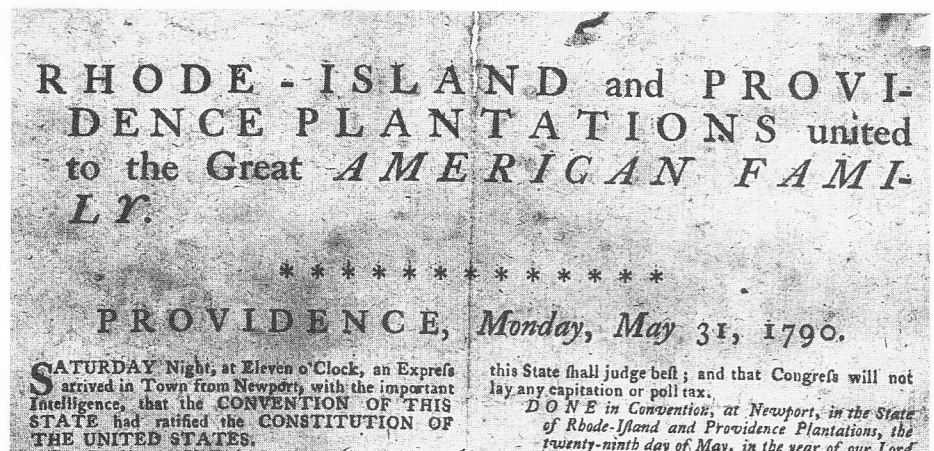 RHODE-ISLAND and PROVI-
DENCE PLANTATIONS united
to the Great AMERICAN FAMI-
LY.
* * * * * * * * * * * * *
PROVIDENCE, Monday, May 31, 1790.
SATURDAY Night, at Eleven o'Clock, an Expreſs
arrived in Town from Newport, with the important
Intelligence, that the CONVENTION OF THIS
STATE had ratified the CONSTITUTION OF
THE UNITED STATES.
this State ſhall judge beſt ; and that Congreſs will not
lay any capitation or poll tax.
DONE in Convention, at Newport, in the State
of Rhode-Iſland and Providence Plantations, the
twenty-ninth day of May, in the year of our Lord